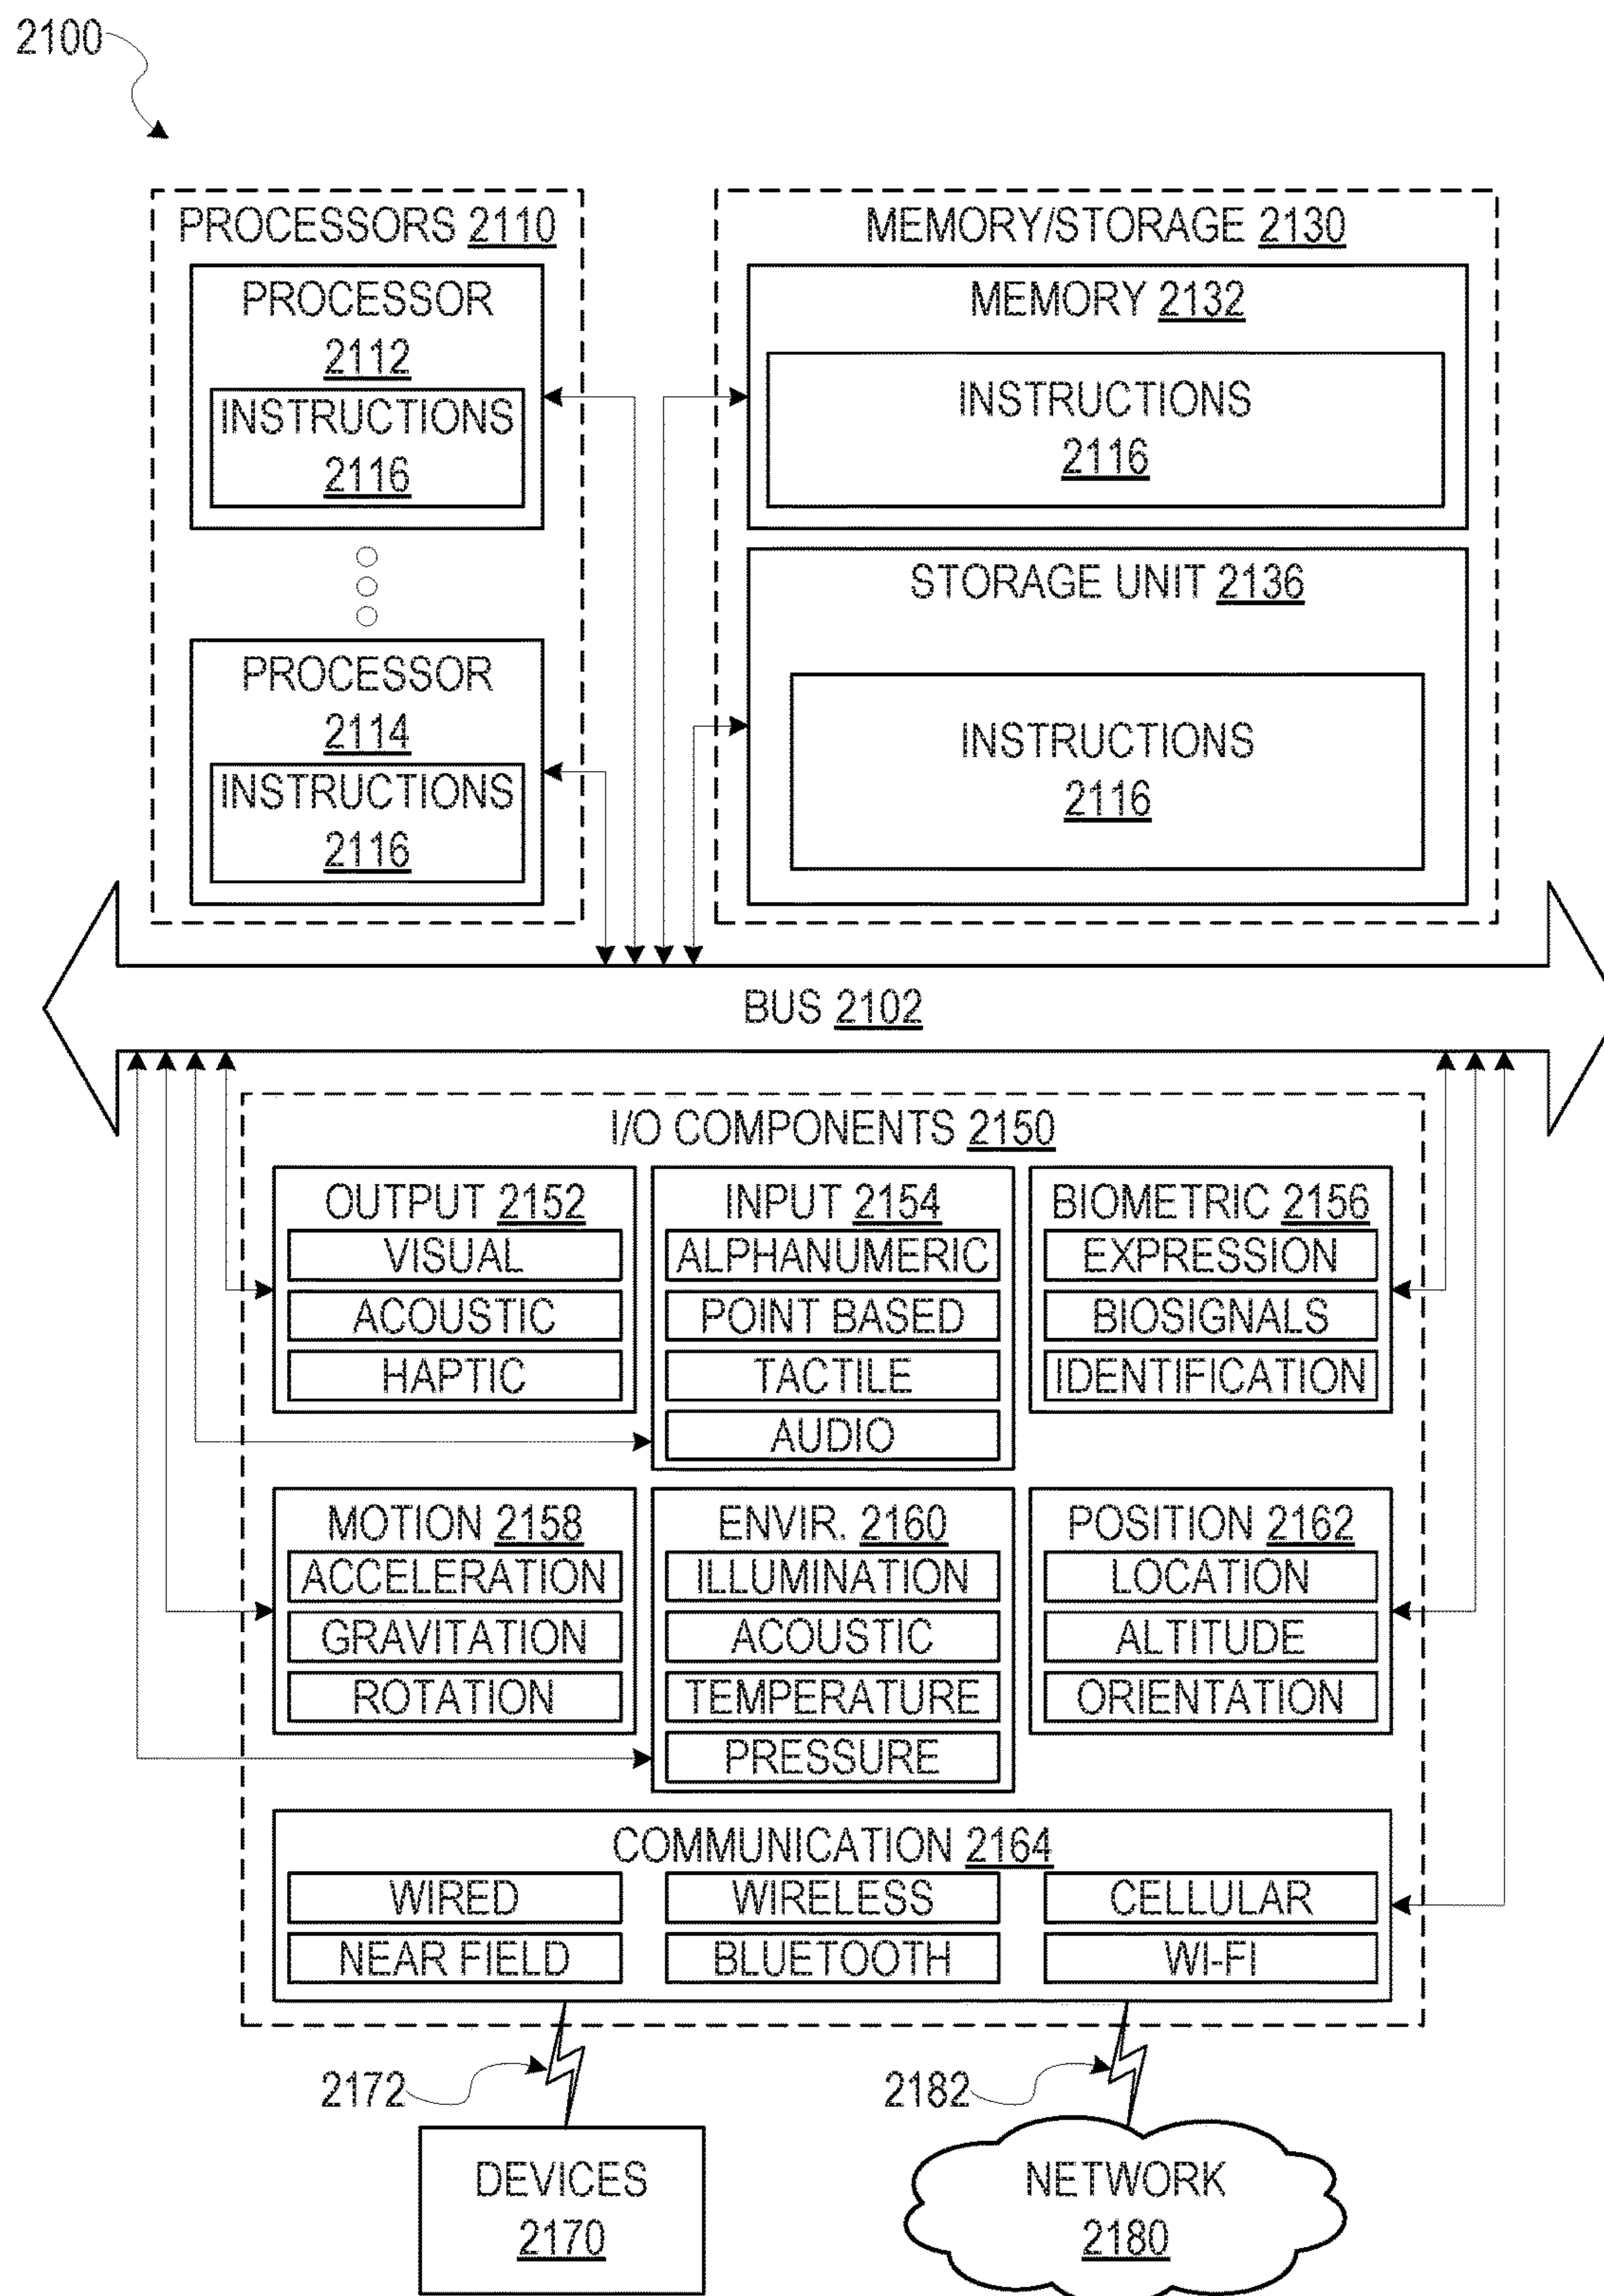 2100
PROCESSORS 2110
PROCESSOR
2112
INSTRUCTIONS
2116
PROCESSOR
2114
INSTRUCTIONS
2116
MEMORY/STORAGE 2130
MEMORY 2132
INSTRUCTIONS
2116
STORAGE UNIT 2136
INSTRUCTIONS
2116
BUS 2102
I/O COMPONENTS 2150
OUTPUT 2152
VISUAL
ACOUSTIC
HAPTIC
INPUT 2154
ALPHANUMERIC
POINT BASED
TACTILE
AUDIO
BIOMETRIC 2156
EXPRESSION
BIOSIGNALS
IDENTIFICATION
MOTION 2158
ACCELERATION
GRAVITATION
ROTATION
ENVIR. 2160
ILLUMINATION
ACOUSTIC
TEMPERATURE
PRESSURE
POSITION 2162
LOCATION
ALTITUDE
ORIENTATION
COMMUNICATION 2164
WIRED
WIRELESS
CELLULAR
NEAR FIELD
BLUETOOTH
WI-FI
2172
2182
DEVICES
2170
NETWORK
2180